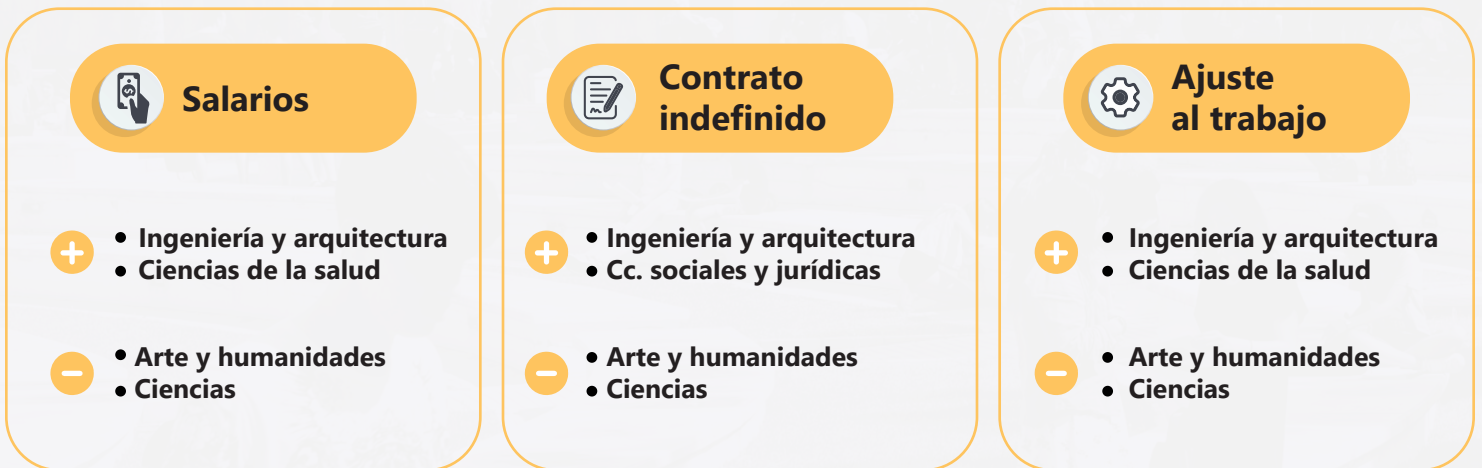 Salarios
• Ingeniería y arquitectura
• Ciencias de la salud
• Arte y humanidades
• Ciencias
Contrato
indefinido
• Ingeniería y arquitectura
• Cc. sociales y jurídicas
• Arte y humanidades
• Ciencias
Ajuste
al trabajo
• Ingeniería y arquitectura
• Ciencias de la salud
• Arte y humanidades
• Ciencias